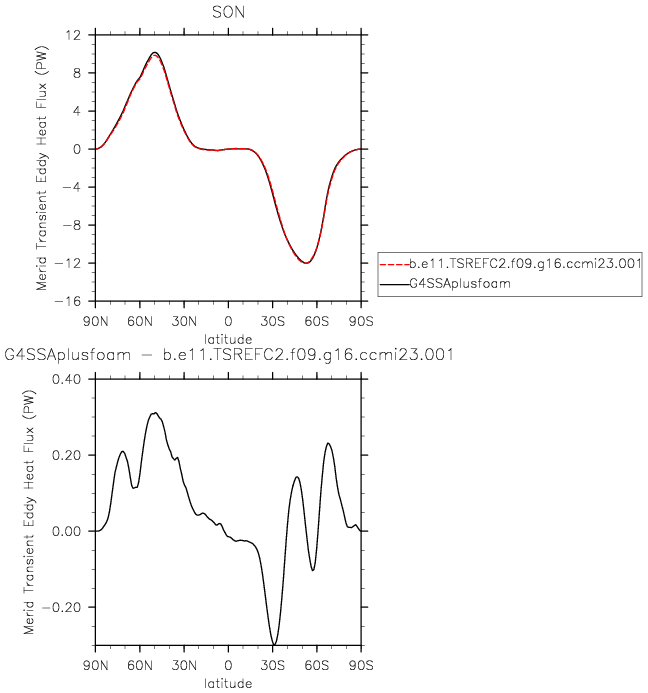 SON
12
8
4
0
−4
−8
−12
−16
Merid Transient Eddy Heat Flux (PW)
90N 60N 30N 0 30S 60S 90S
latitude
b.e11.TSREFC2.f09.g16.ccmi23.001
G4SSAplusfoam
G4SSAplusfoam − b.e11.TSREFC2.f09.g16.ccmi23.001
0.40
0.20
0.00
−0.20
Merid Transient Eddy Heat Flux (PW)
90N 60N 30N 0 30S 60S 90S
latitude